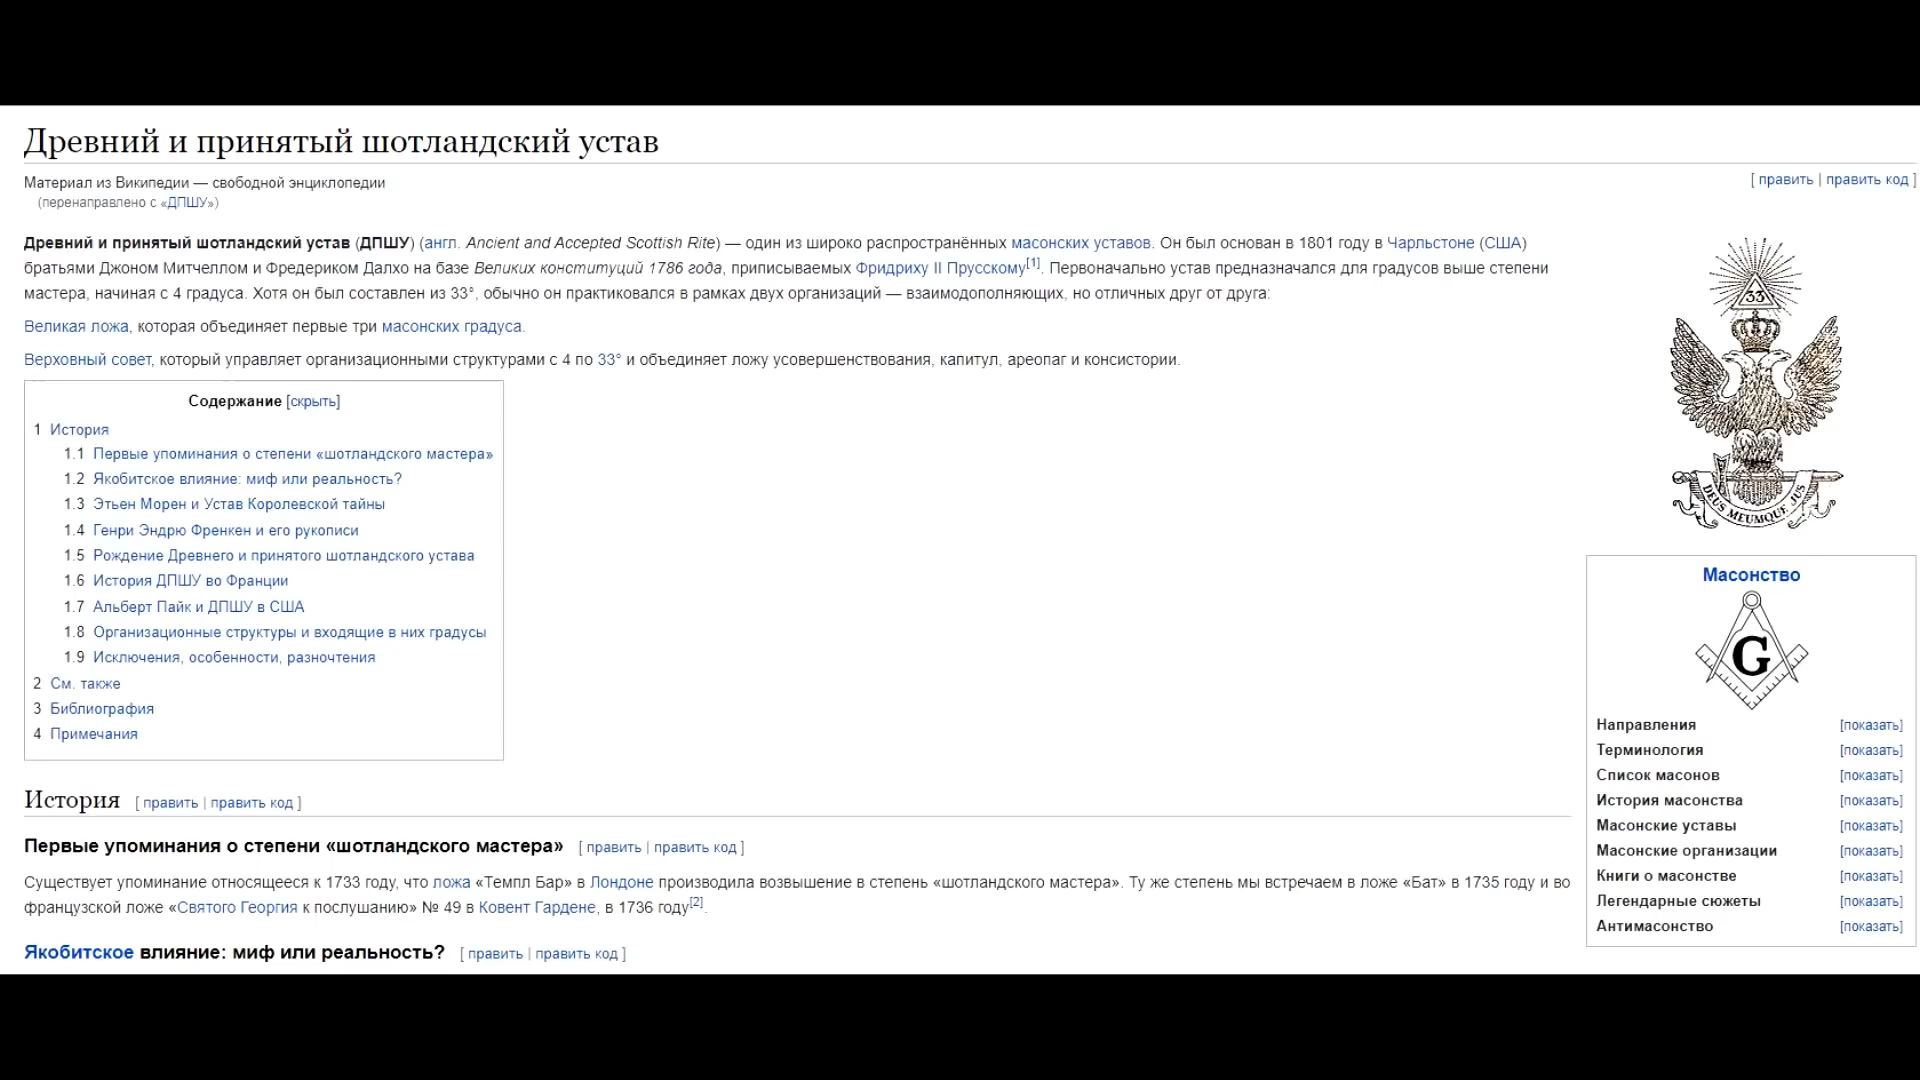 Древний и принятый шотландский устав
Материал из Википедии — свободной энциклопедии
(перенаправлено с «ДПШУ»)
[ править | править код ]
Древний и принятый шотландский устав (ДПШУ) (англ. Ancient and Accepted Scottish Rite) — один из широко распространённых масонских уставов. Он был основан в 1801 году в Чарльстоне (США)
братьями Джоном Митчеллом и Фредериком Далхо на базе Великих конституций 1786 года, приписываемых Фридриху II Прусскому[1]. Первоначально устав предназначался для градусов выше степени
мастера, начиная с 4 градуса. Хотя он был составлен из 33°, обычно он практиковался в рамках двух организаций — взаимодополняющих, но отличных друг от друга:
Великая ложа, которая объединяет первые три масонских градуса.
Верховный совет, который управляет организационными структурами с 4 по 33° и объединяет ложу усовершенствования, капитул, ареопаг и консистории.
Содержание [скрыть]
1 История
1.1 Первые упоминания о степени «шотландского мастера»
1.2 Якобитское влияние: миф или реальность?
1.3 Этьен Морен и Устав Королевской тайны
1.4 Генри Эндрю Френкен и его рукописи
1.5 Рождение Древнего и принятого шотландского устава
1.6 История ДПШУ во Франции
1.7 Альберт Пайк и ДПШУ в США
1.8 Организационные структуры и входящие в них градусы
1.9 Исключения, особенности, разночтения
2 См. также
3 Библиография
4 Примечания
История [ править | править код ]
Первые упоминания о степени «шотландского мастера» [ править | править код ]
Существует упоминание относящееся к 1733 году, что ложа «Темпл Бар» в Лондоне производила возвышение в степень «шотландского мастера». Ту же степень мы встречаем в ложе «Бат» в 1735 году и во
французской ложе «Святого Георгия к послушанию» № 49 в Ковент Гардене, в 1736 году[2].
Якобитское влияние: миф или реальность? [ править | править код ]
33
DEUS MEUMQUE JUS
Масонство
G
Направления [показать]
Терминология [показать]
Список масонов [показать]
История масонства [показать]
Масонские уставы [показать]
Масонские организации [показать]
Книги о масонстве [показать]
Легендарные сюжеты [показать]
Антимасонство [показать]